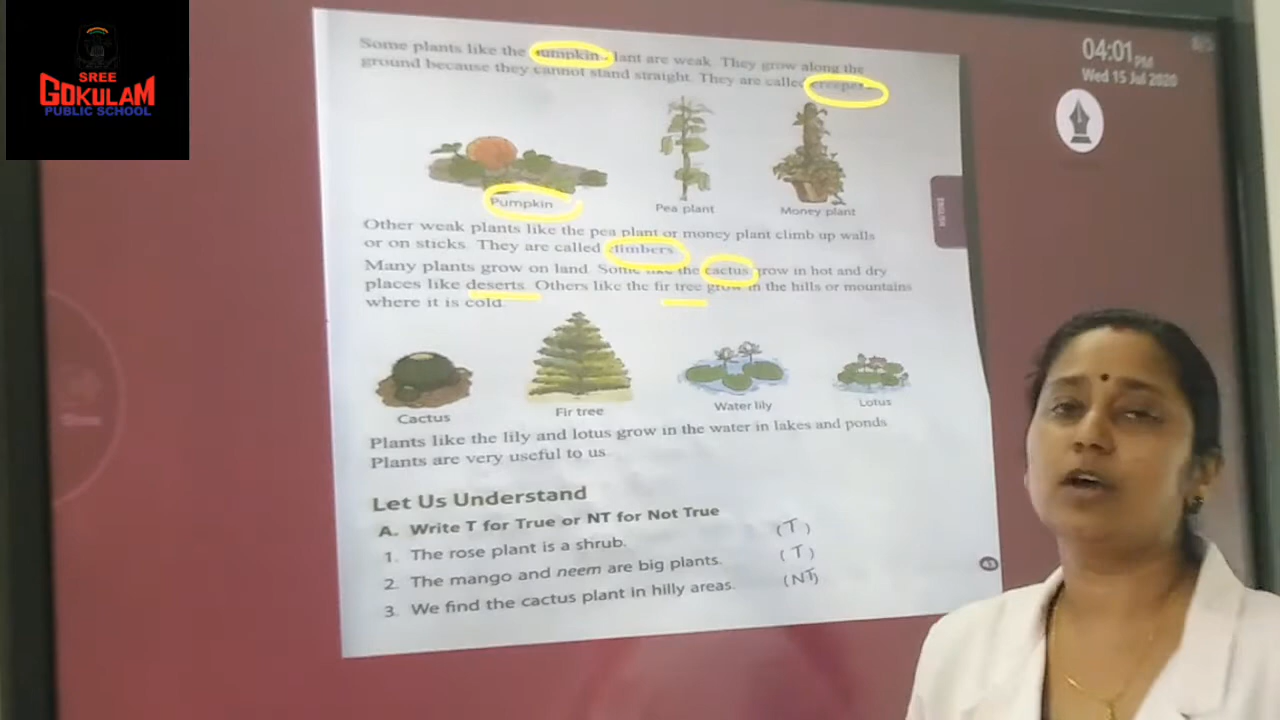 SREE
GOKULAM
PUBLIC SCHOOL
04:01 PM
Wed 15 Jul 2020
Some plants like the pumpkin plant are weak. They grow along the
ground because they cannot stand straight. They are called creepers.
Pumpkin
Pea plant
Money plant
ENGLISH
Other weak plants like the pea plant or money plant climb up walls
or on sticks. They are called climbers.
Many plants grow on land. Some like the cactus grow in hot and dry
places like deserts. Others like the fir tree grow in the hills or mountains
where it is cold.
Cactus
Fir tree
Water lily
Lotus
Plants like the lily and lotus grow in the water in lakes and ponds.
Plants are very useful to us.
Let Us Understand
A. Write T for True or NT for Not True
1. The rose plant is a shrub. (T)
2. The mango and neem are big plants. (T)
3. We find the cactus plant in hilly areas. (NT)